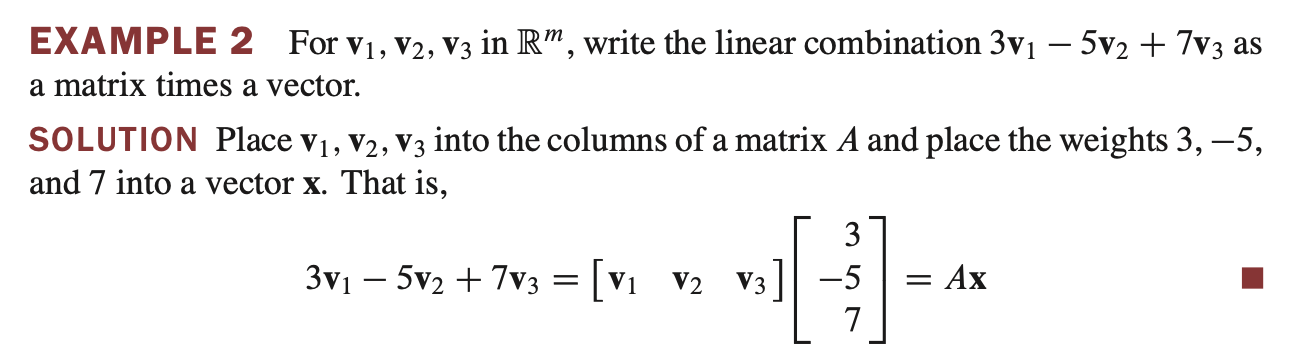 EXAMPLE 2 For v₁, v₂, v₃ in ℝᵐ, write the linear combination 3v₁ − 5v₂ + 7v₃ as
a matrix times a vector.
SOLUTION Place v₁, v₂, v₃ into the columns of a matrix A and place the weights 3, −5,
and 7 into a vector x. That is,
3v₁ − 5v₂ + 7v₃ = [v₁ v₂ v₃] [3 −5 7] = Ax